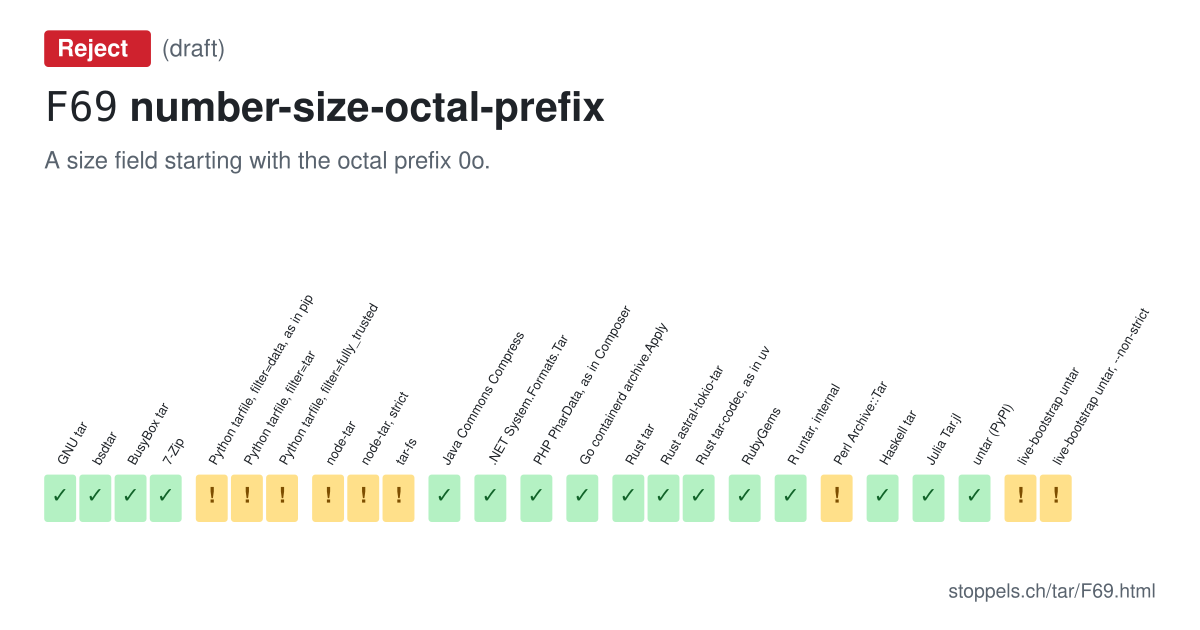 Reject (draft)
F69 number-size-octal-prefix
A size field starting with the octal prefix 0o.
GNU tar
bsdtar
BusyBox tar
7-Zip
Python tarfile, filter=data, as in pip
Python tarfile, filter=tar
Python tarfile, filter=fully_trusted
node-tar
node-tar, strict
tar-fs
Java Commons Compress
.NET System.Formats.Tar
PHP PharData, as in Composer
Go containerd archive.Apply
Rust tar
Rust astral-tokio-tar
Rust tar-codec, as in uv
RubyGems
R untar, internal
Perl Archive::Tar
Haskell tar
Julia Tar.jl
untar (PyPI)
live-bootstrap untar
live-bootstrap untar, --non-strict
✓ ✓ ✓ ✓ ! ! ! ! ! ! ✓ ✓ ✓ ✓ ✓ ✓ ✓ ✓ ✓ ! ✓ ✓ ✓ ! !
stoppels.ch/tar/F69.html